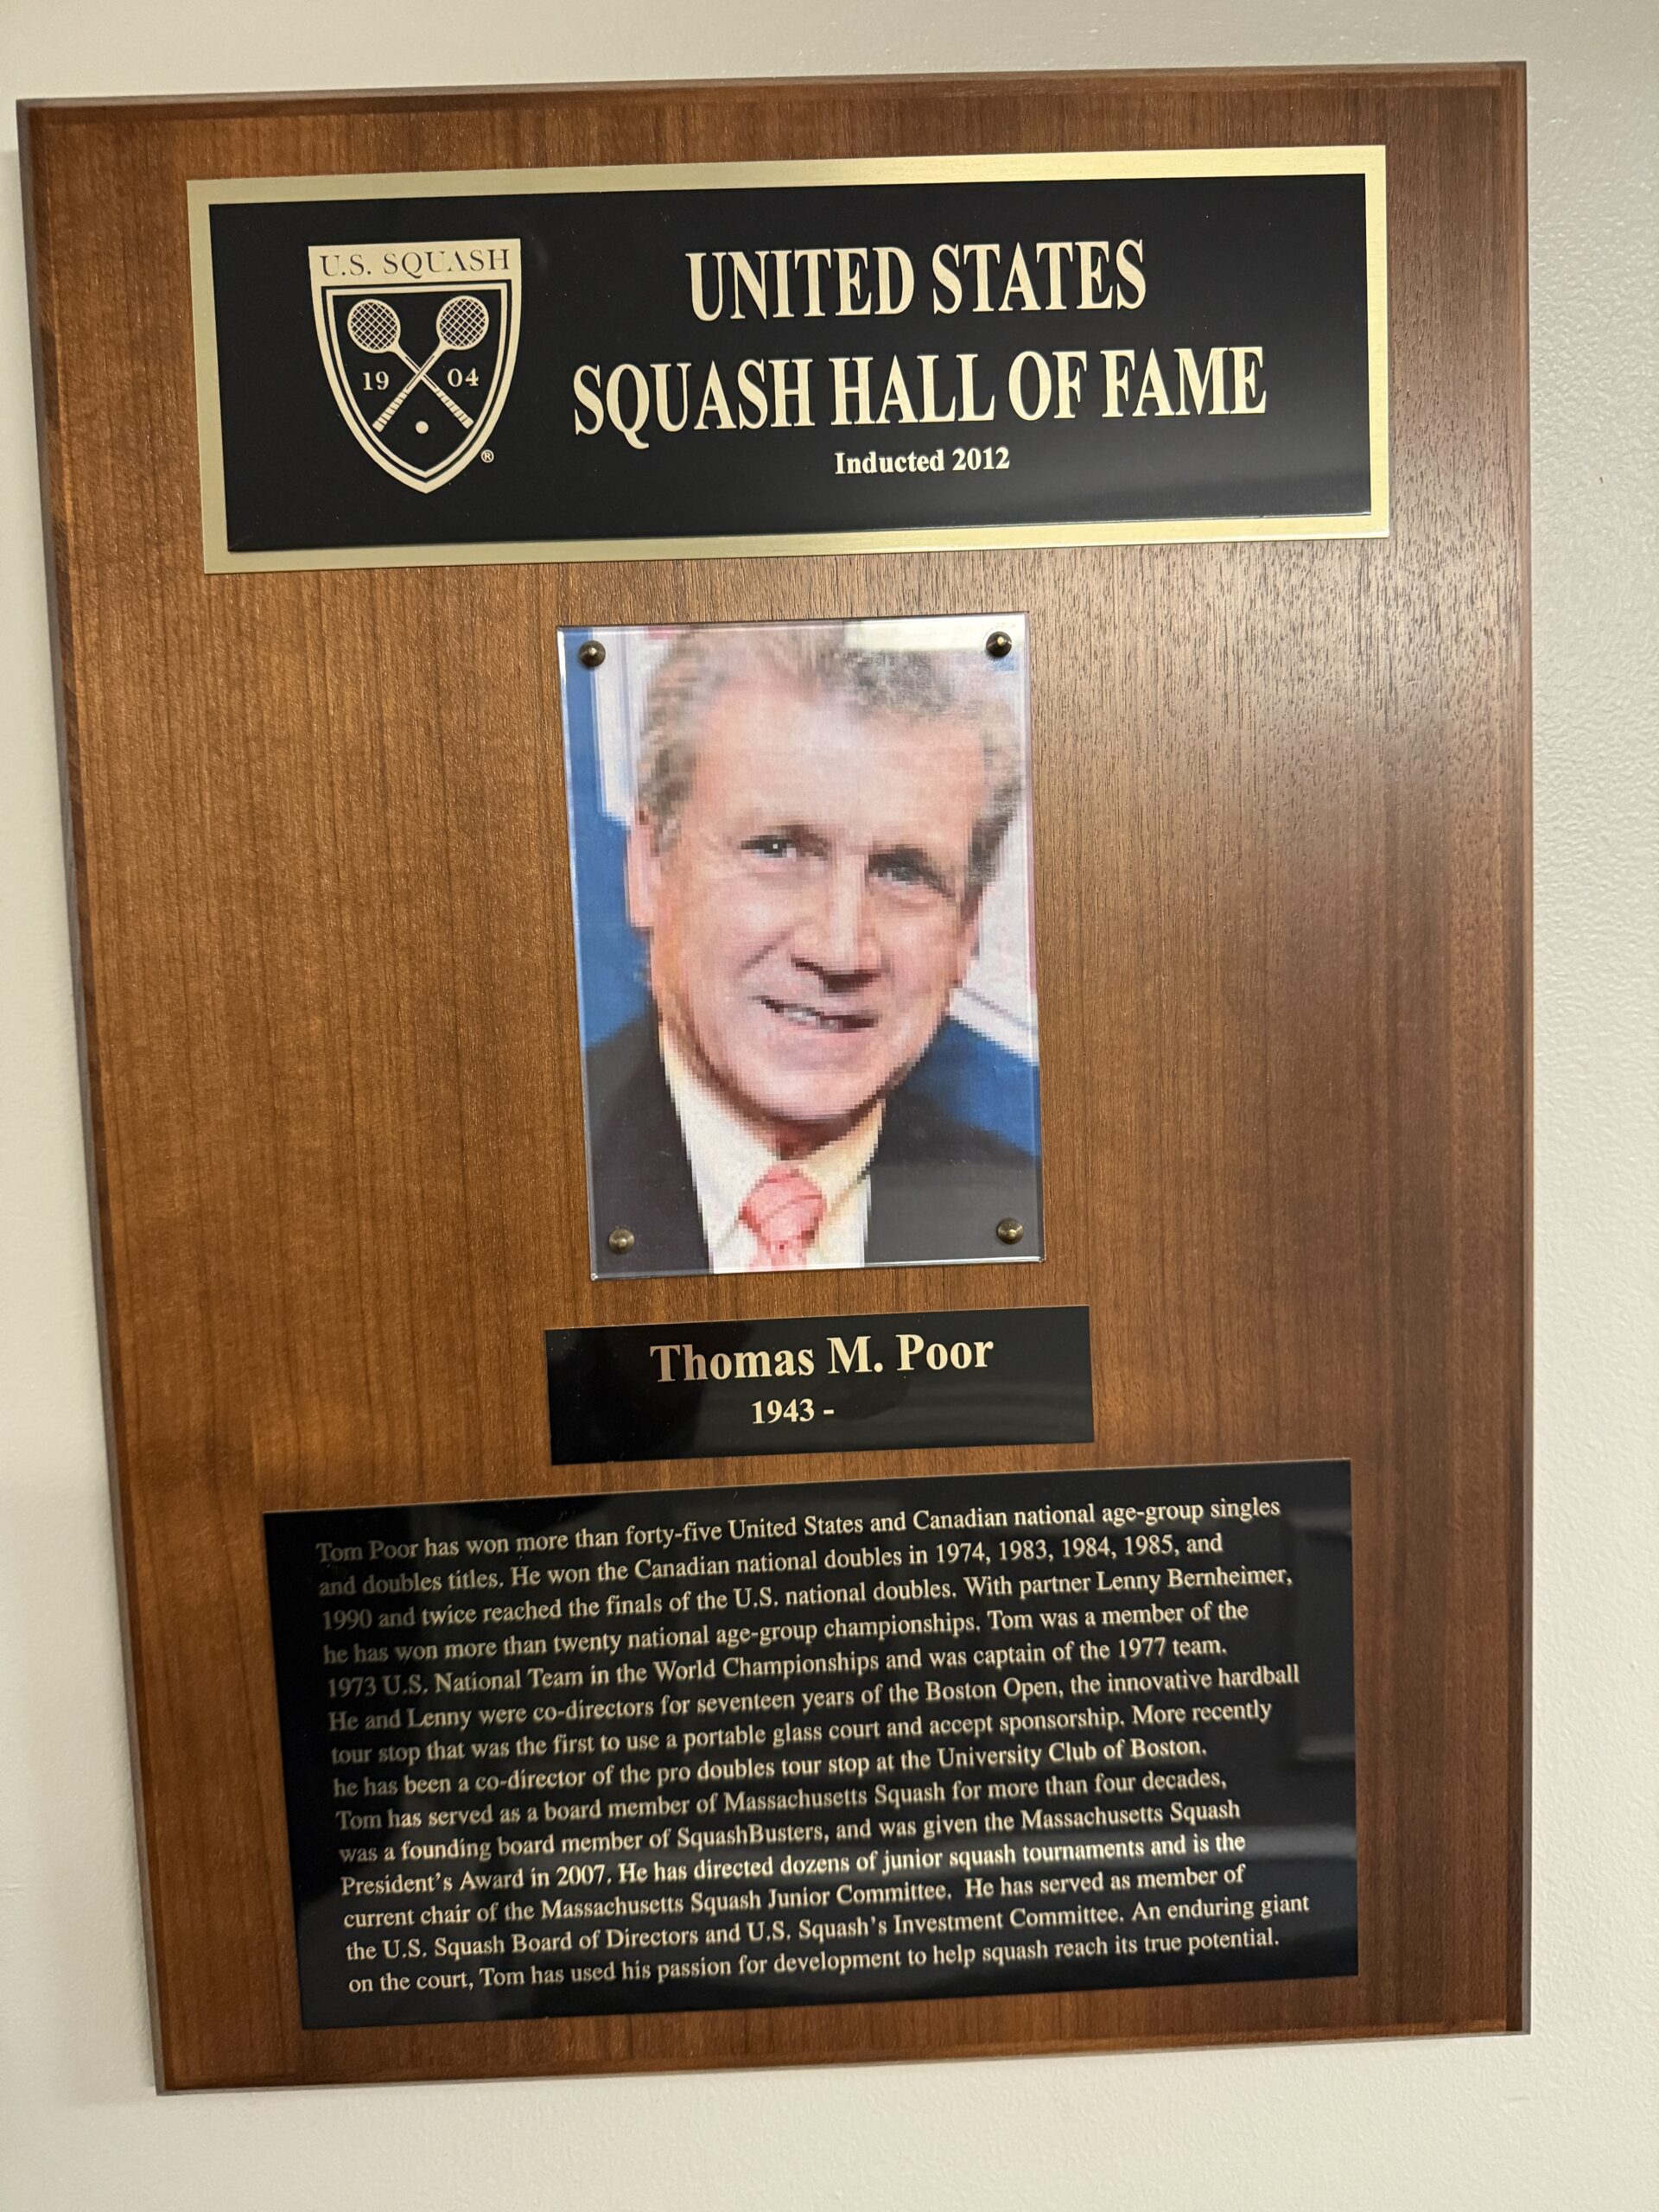 U.S. SQUASH
19 04
®
UNITED STATES
SQUASH HALL OF FAME
Inducted 2012
Thomas M. Poor
1943 -
Tom Poor has won more than forty-five United States and Canadian national age-group singles
and doubles titles. He won the Canadian national doubles in 1974, 1983, 1984, 1985, and
1990 and twice reached the finals of the U.S. national doubles. With partner Lenny Bernheimer,
he has won more than twenty national age-group championships. Tom was a member of the
1973 U.S. National Team in the World Championships and was captain of the 1977 team.
He and Lenny were co-directors for seventeen years of the Boston Open, the innovative hardball
tour stop that was the first to use a portable glass court and accept sponsorship. More recently
he has been a co-director of the pro doubles tour stop at the University Club of Boston.
Tom has served as a board member of Massachusetts Squash for more than four decades,
was a founding board member of SquashBusters, and was given the Massachusetts Squash
President's Award in 2007. He has directed dozens of junior squash tournaments and is the
current chair of the Massachusetts Squash Junior Committee. He has served as member of
the U.S. Squash Board of Directors and U.S. Squash's Investment Committee. An enduring giant
on the court, Tom has used his passion for development to help squash reach its true potential.